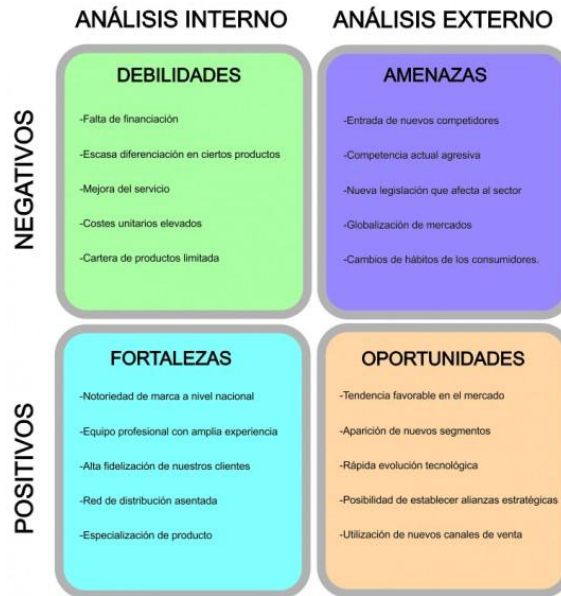 ANÁLISIS INTERNO
ANÁLISIS EXTERNO
NEGATIVOS
DEBILIDADES
-Falta de financiación
-Escasa diferenciación en ciertos productos
-Mejora del servicio
-Costes unitarios elevados
-Cartera de productos limitada
AMENAZAS
-Entrada de nuevos competidores
-Competencia actual agresiva
-Nueva legislación que afecta al sector
-Globalización de mercados
-Cambios de hábitos de los consumidores.
POSITIVOS
FORTALEZAS
-Notoriedad de marca a nivel nacional
-Equipo profesional con amplia experiencia
-Alta fidelización de nuestros clientes
-Red de distribución asentada
-Especialización de producto
OPORTUNIDADES
-Tendencia favorable en el mercado
-Aparición de nuevos segmentos
-Rápida evolución tecnológica
-Posibilidad de establecer alianzas estratégicas
-Utilización de nuevos canales de venta